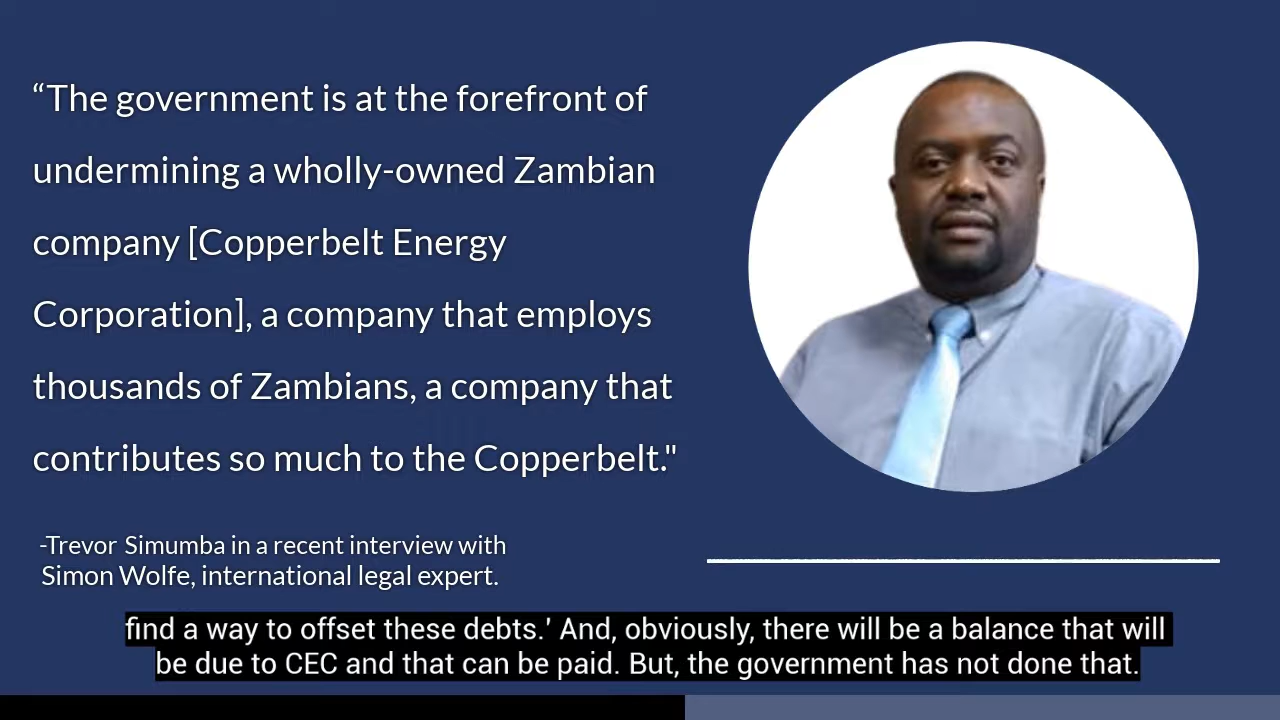 “The government is at the forefront of
undermining a wholly-owned Zambian
company [Copperbelt Energy
Corporation], a company that employs
thousands of Zambians, a company that
contributes so much to the Copperbelt."
-Trevor Simumba in a recent interview with
Simon Wolfe, international legal expert.
find a way to offset these debts.' And, obviously, there will be a balance that will
be due to CEC and that can be paid. But, the government has not done that.